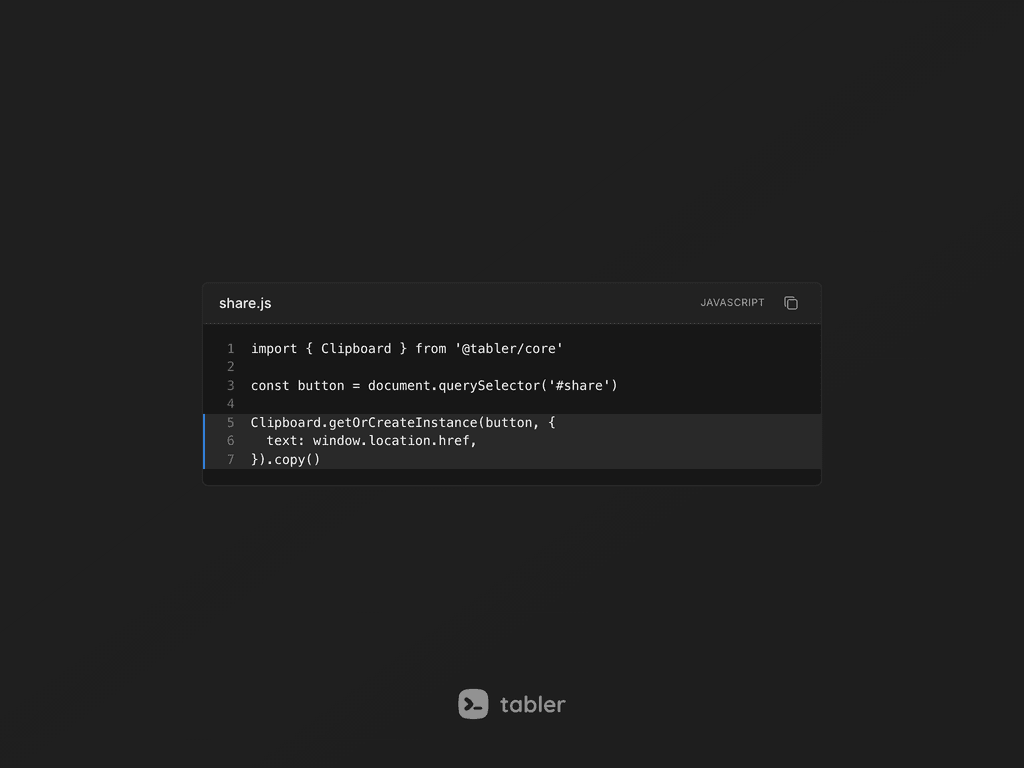 share.js
JAVASCRIPT
1 import { Clipboard } from '@tabler/core'
2
3 const button = document.querySelector('#share')
4
5 Clipboard.getOrCreateInstance(button, {
6   text: window.location.href,
7 }).copy()
tabler